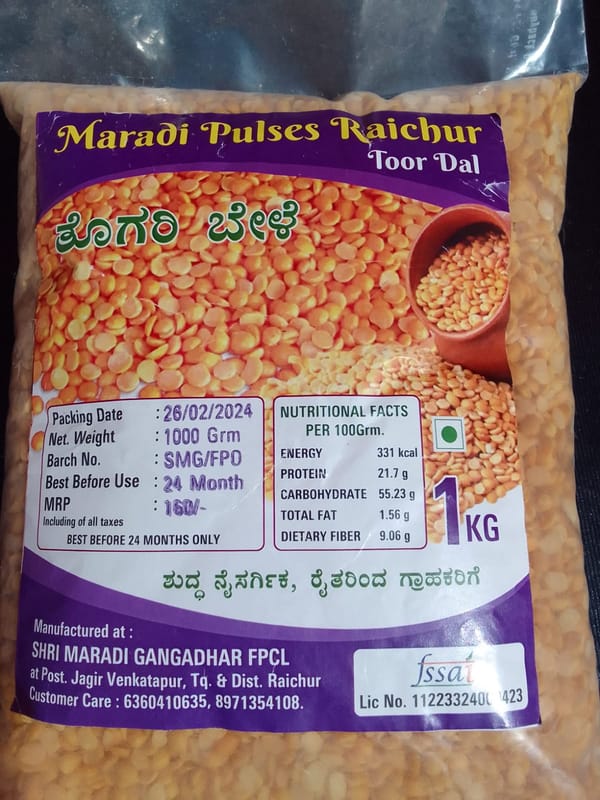 Maradi Pulses Raichur
Toor Dal
ತೊಗರಿ ಬೇಳೆ
Packing Date : 26/02/2024
Net. Weight : 1000 Grm
Barch No. : SMG/FPO
Best Before Use : 24 Month
MRP : 160/-
Including of all taxes
BEST BEFORE 24 MONTHS ONLY
NUTRITIONAL FACTS
PER 100Grm.
ENERGY 331 kcal
PROTEIN 21.7 g
CARBOHYDRATE 55.23 g
TOTAL FAT 1.56 g
DIETARY FIBER 9.06 g
1 KG
ಶುದ್ಧ ನೈಸರ್ಗಿಕ, ರೈತರಿಂದ ಗ್ರಾಹಕರಿಗೆ
Manufactured at :
SHRI MARADI GANGADHAR FPCL
at Post. Jagir Venkatapur, Tq. & Dist. Raichur
Customer Care : 6360410635, 8971354108.
fssai
Lic No.